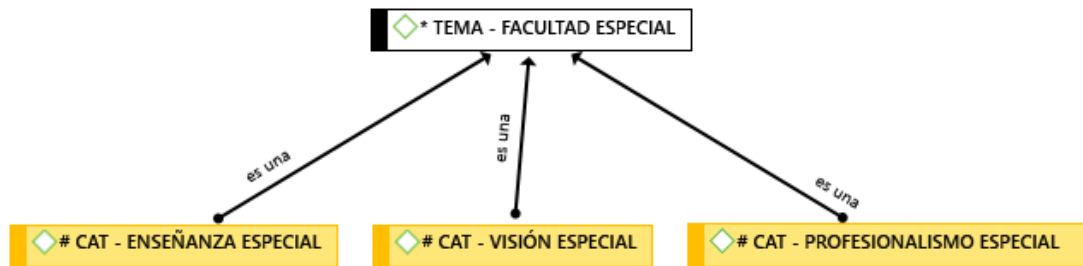 * TEMA - FACULTAD ESPECIAL
es una
es una
es una
# CAT - ENSEÑANZA ESPECIAL
# CAT - VISIÓN ESPECIAL
# CAT - PROFESIONALISMO ESPECIAL